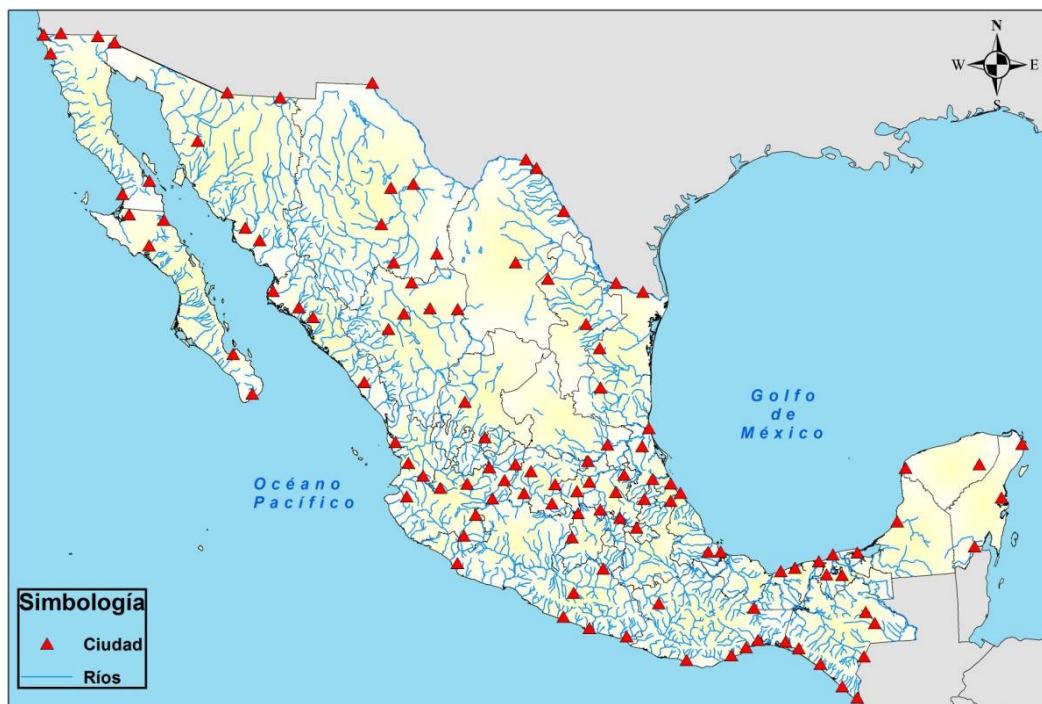 N
W E
S
Golfo
de
México
Océano
Pacífico
Simbología
Ciudad
Ríos